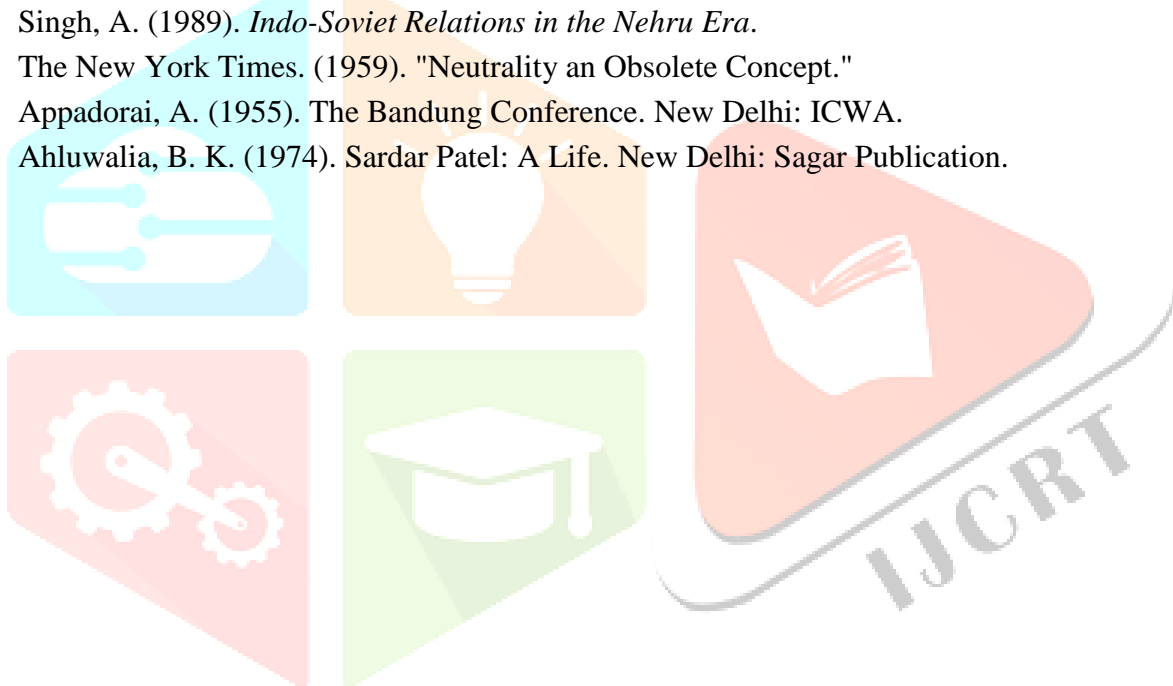 Singh, A. (1989). Indo-Soviet Relations in the Nehru Era.
The New York Times. (1959). "Neutrality an Obsolete Concept."
Appadorai, A. (1955). The Bandung Conference. New Delhi: ICWA.
Ahluwalia, B. K. (1974). Sardar Patel: A Life. New Delhi: Sagar Publication.
IJCRT